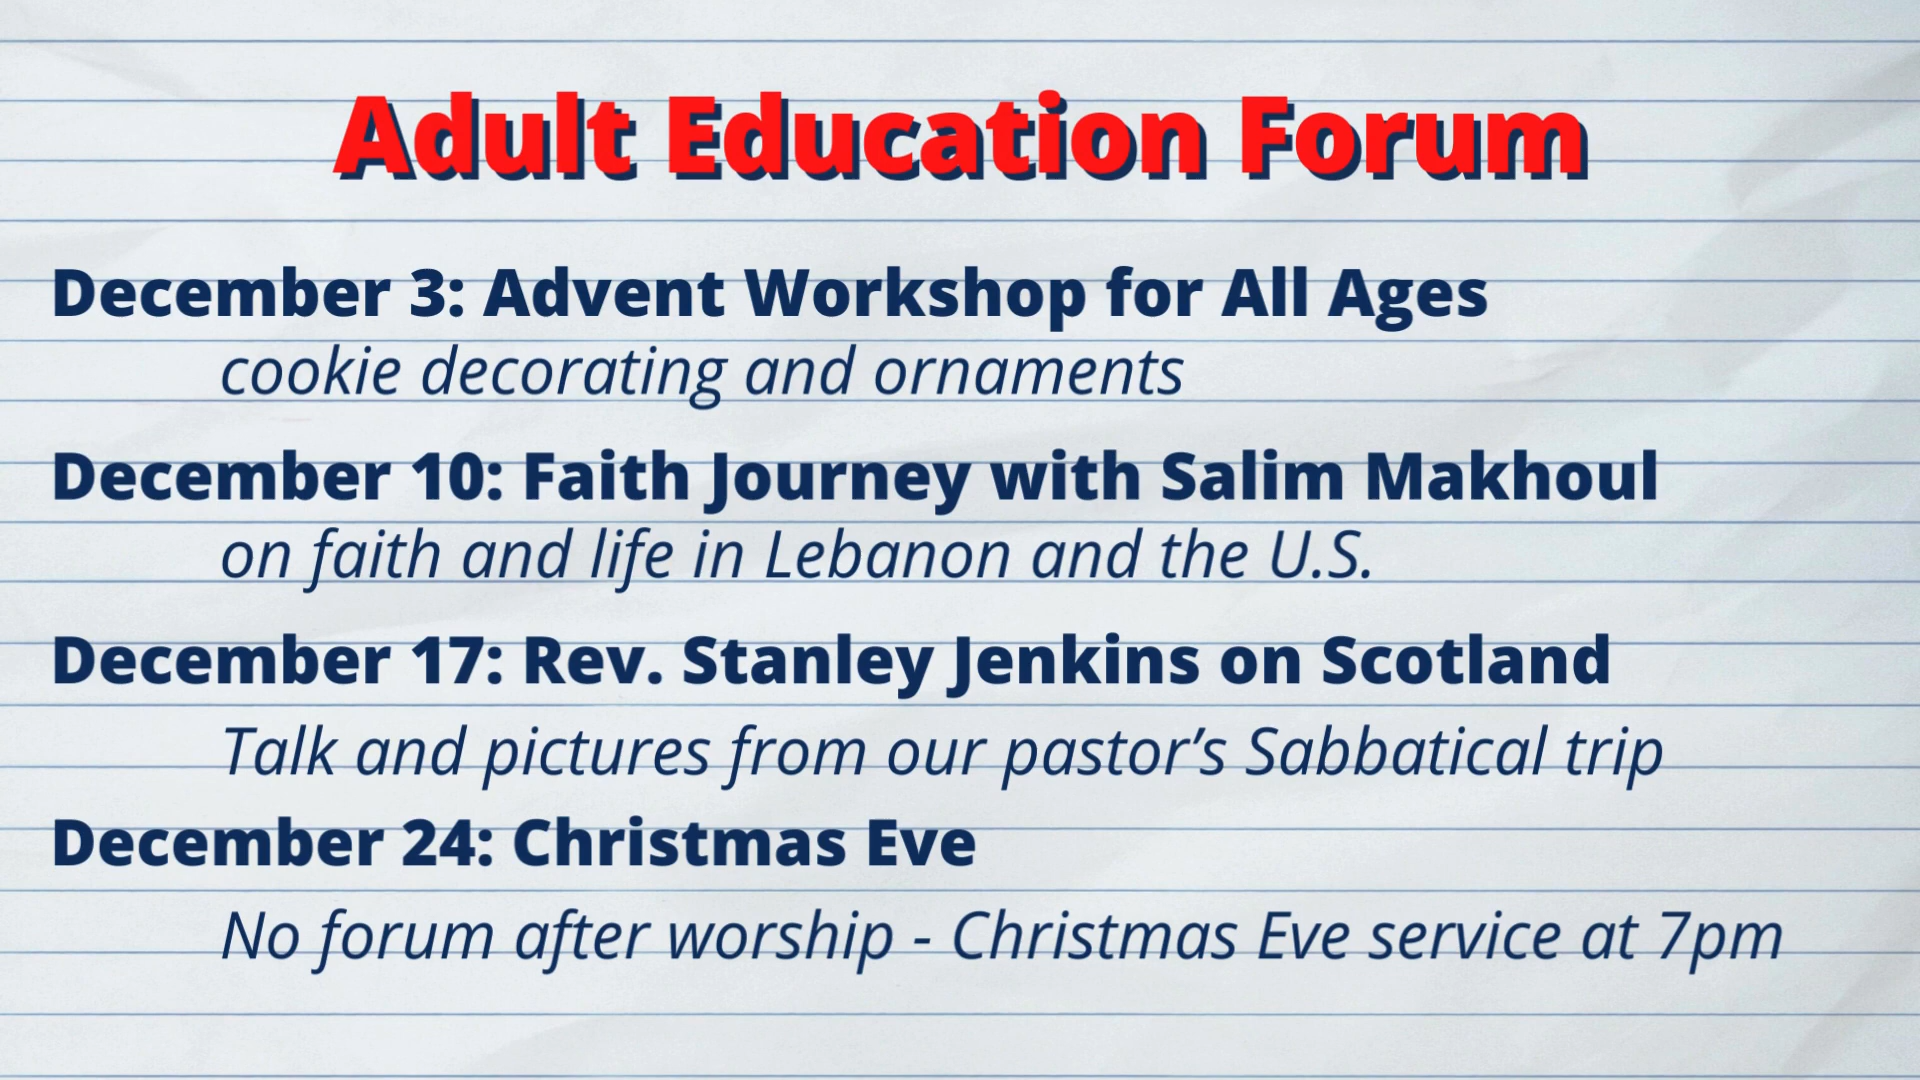 Adult Education Forum
December 3: Advent Workshop for All Ages
cookie decorating and ornaments
December 10: Faith Journey with Salim Makhoul
on faith and life in Lebanon and the U.S.
December 17: Rev. Stanley Jenkins on Scotland
Talk and pictures from our pastor’s Sabbatical trip
December 24: Christmas Eve
No forum after worship - Christmas Eve service at 7pm